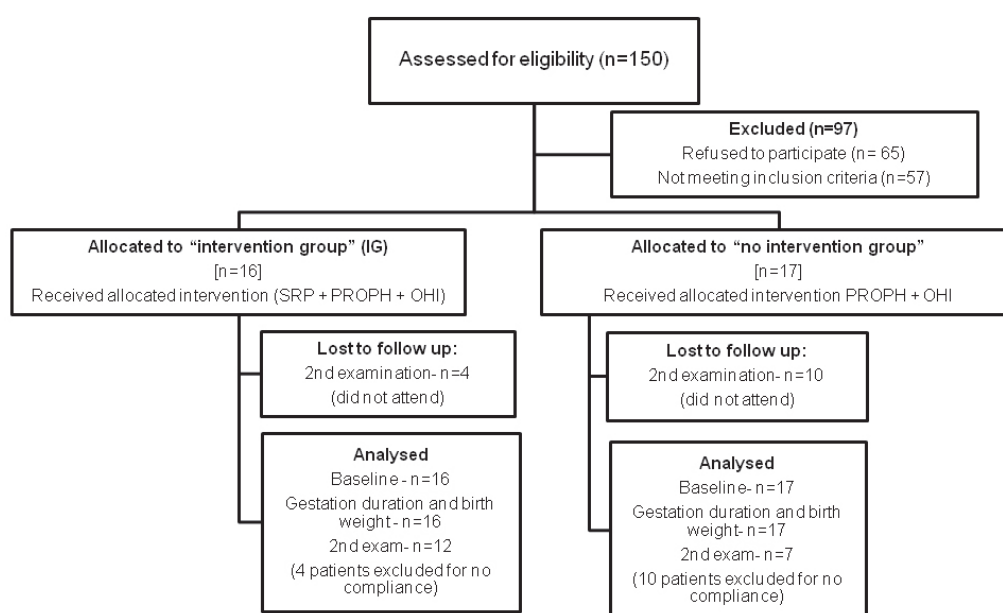 Assessed for eligibility (n=150)
Excluded (n=97)
Refused to participate (n= 65)
Not meeting inclusion criteria (n=57)
Allocated to “intervention group” (IG)
[n=16]
Received allocated intervention (SRP + PROPH + OHI)
Allocated to “no intervention group”
[n=17]
Received allocated intervention PROPH + OHI
Lost to follow up:
2nd examination- n=4
(did not attend)
Lost to follow up:
2nd examination- n=10
(did not attend)
Analysed
Baseline - n=16
Gestation duration and birth
weight- n=16
2nd exam- n=12
(4 patients excluded for no
compliance)
Analysed
Baseline- n=17
Gestation duration and birth
weight- n=17
2nd exam- n=7
(10 patients excluded for no
compliance)